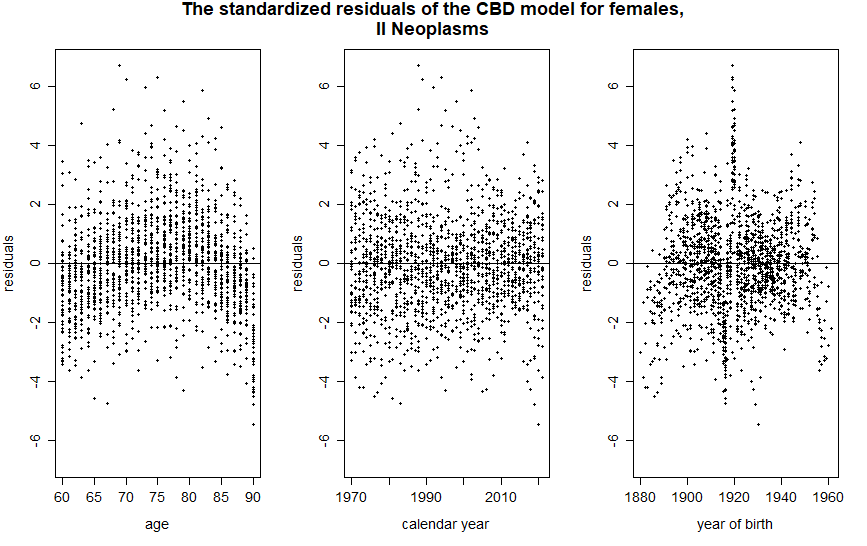 The standardized residuals of the CBD model for females,
II Neoplasms
residuals
6
4
2
0
-2
-4
-6
60 65 70 75 80 85 90
age
residuals
6
4
2
0
-2
-4
-6
1970 1990 2010
calendar year
residuals
6
4
2
0
-2
-4
-6
1880 1900 1920 1940 1960
year of birth